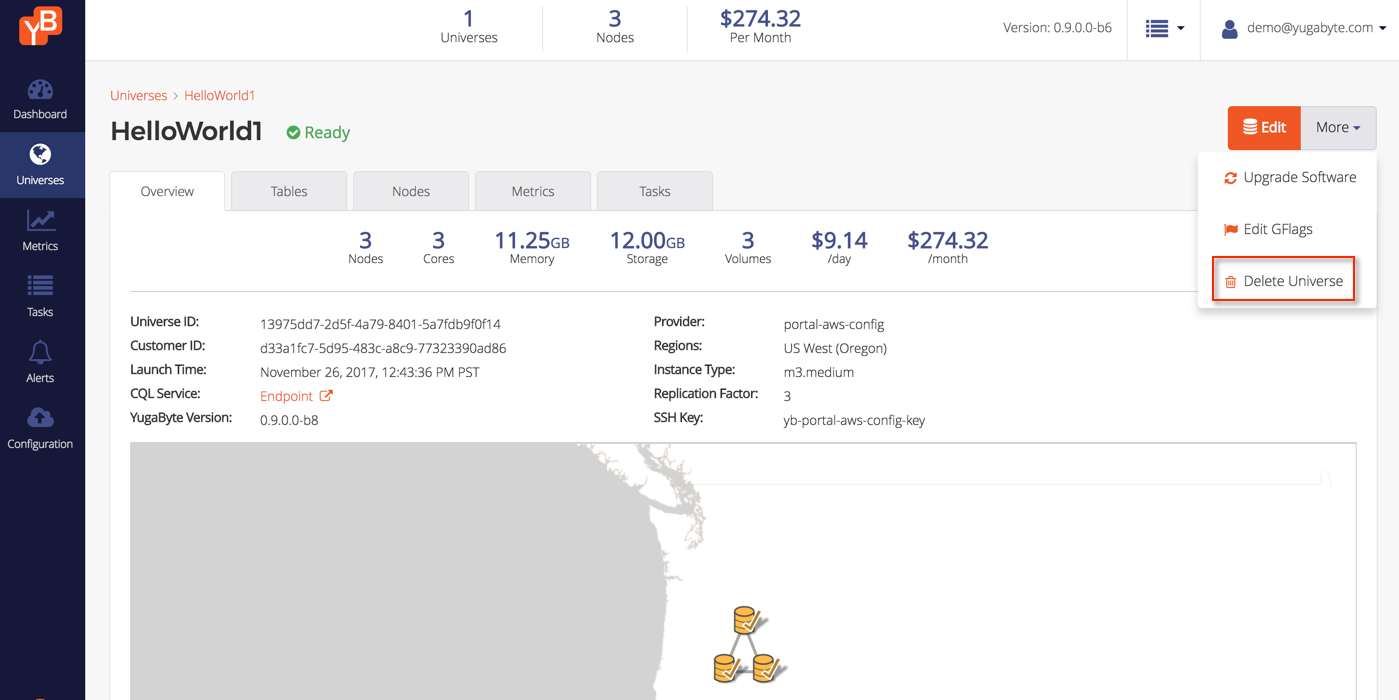 YB
1
Universes
3
Nodes
$274.32
Per Month
Version: 0.9.0.0-b6
demo@yugabyte.com
Dashboard
Universes
Metrics
Tasks
Alerts
Configuration
Universes > HelloWorld1
HelloWorld1
Ready
Edit
More
Upgrade Software
Edit GFlags
Delete Universe
Overview
Tables
Nodes
Metrics
Tasks
3
Nodes
3
Cores
11.25GB
Memory
12.00GB
Storage
3
Volumes
$9.14
/day
$274.32
/month
Universe ID: 13975dd7-2d5f-4a79-8401-5a7fdb9f0f14
Customer ID: d33a1fc7-5d95-483c-a8c9-77323390ad86
Launch Time: November 26, 2017, 12:43:36 PM PST
CQL Service: Endpoint
YugaByte Version: 0.9.0.0-b8
Provider: portal-aws-config
Regions: US West (Oregon)
Instance Type: m3.medium
Replication Factor: 3
SSH Key: yb-portal-aws-config-key